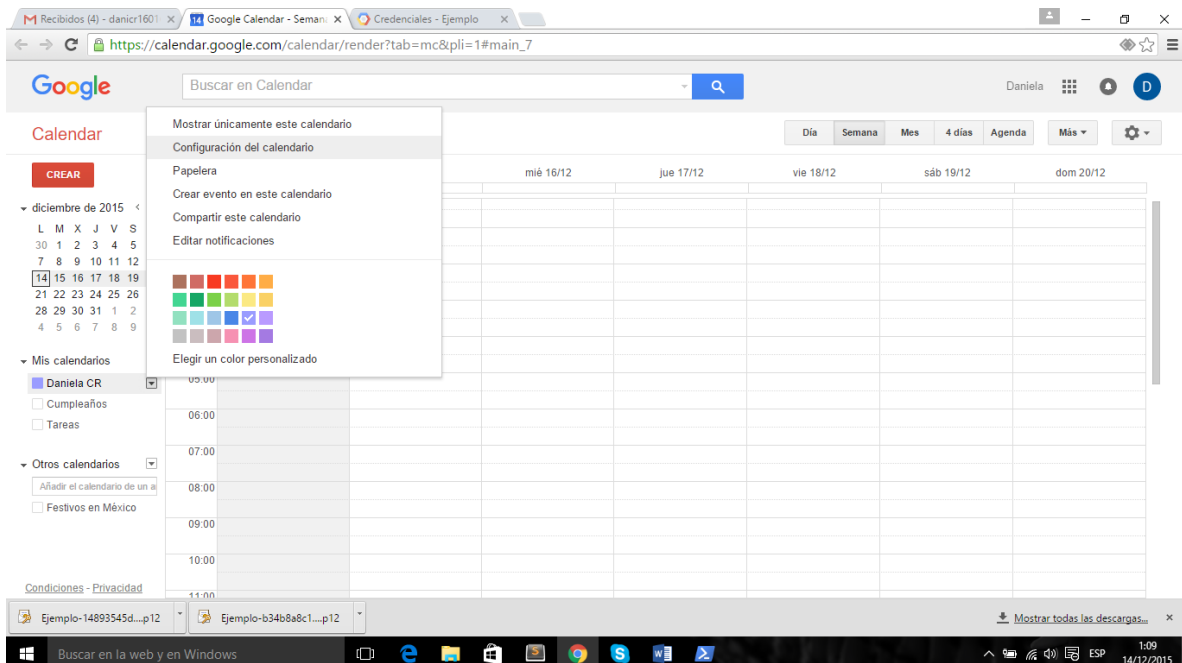 Recibidos (4) - danicr1601
Google Calendar - Seman
Credenciales - Ejemplo
https://calendar.google.com/calendar/render?tab=mc&pli=1#main_7
Google
Buscar en Calendar
Daniela
D
Calendar
Día
Semana
Mes
4 días
Agenda
Más
CREAR
Mostrar únicamente este calendario
Configuración del calendario
Papelera
Crear evento en este calendario
Compartir este calendario
Editar notificaciones
Elegir un color personalizado
mié 16/12
jue 17/12
vie 18/12
sáb 19/12
dom 20/12
diciembre de 2015
L M X J V S
30 1 2 3 4 5
7 8 9 10 11 12
14 15 16 17 18 19
21 22 23 24 25 26
28 29 30 31 1 2
4 5 6 7 8 9
Mis calendarios
Daniela CR
Cumpleaños
Tareas
Otros calendarios
Añadir el calendario de un a
Festivos en México
Condiciones - Privacidad
05:00
06:00
07:00
08:00
09:00
10:00
11:00
Ejemplo-14893545d....p12
Ejemplo-b34b8a8c1....p12
Mostrar todas las descargas...
Buscar en la web y en Windows
ESP
1:09
14/12/2015